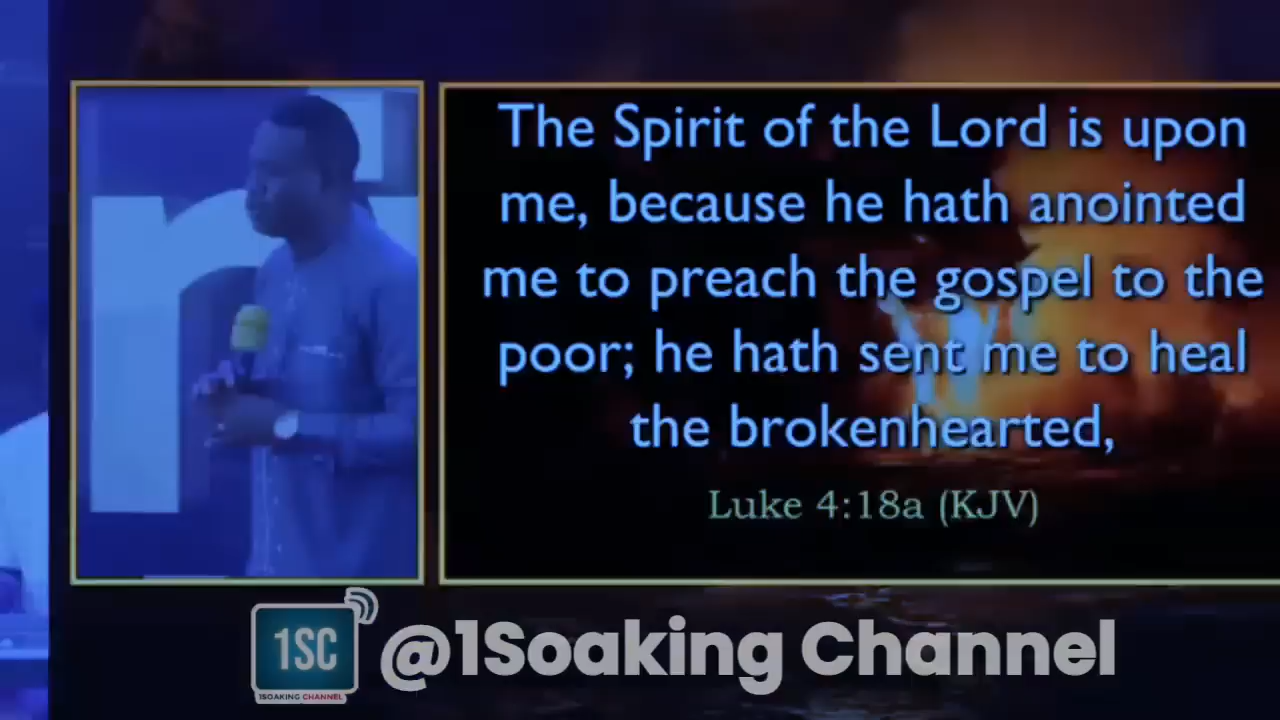 The Spirit of the Lord is upon
me, because he hath anointed
me to preach the gospel to the
poor; he hath sent me to heal
the brokenhearted,
Luke 4:18a (KJV)
1SC
1SOAKING CHANNEL
@1Soaking Channel